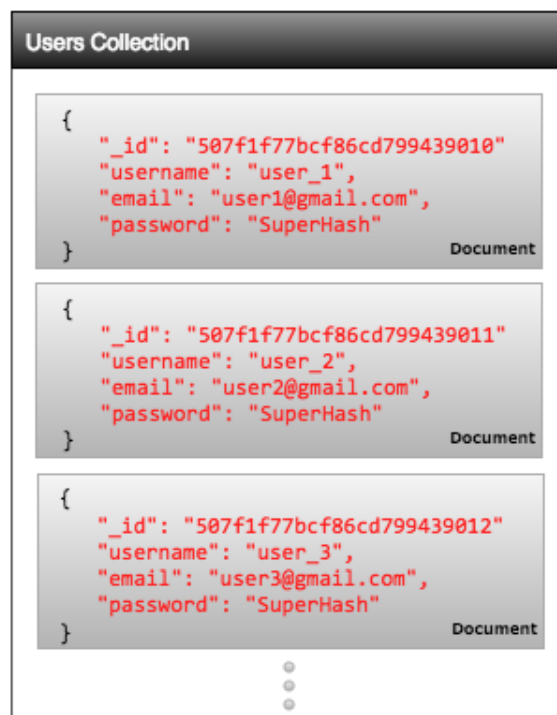 Users Collection
{
"_id": "507f1f77bcf86cd799439010"
"username": "user_1",
"email": "user1@gmail.com",
"password": "SuperHash"
}
Document
{
"_id": "507f1f77bcf86cd799439011"
"username": "user_2",
"email": "user2@gmail.com",
"password": "SuperHash"
}
Document
{
"_id": "507f1f77bcf86cd799439012"
"username": "user_3",
"email": "user3@gmail.com",
"password": "SuperHash"
}
Document